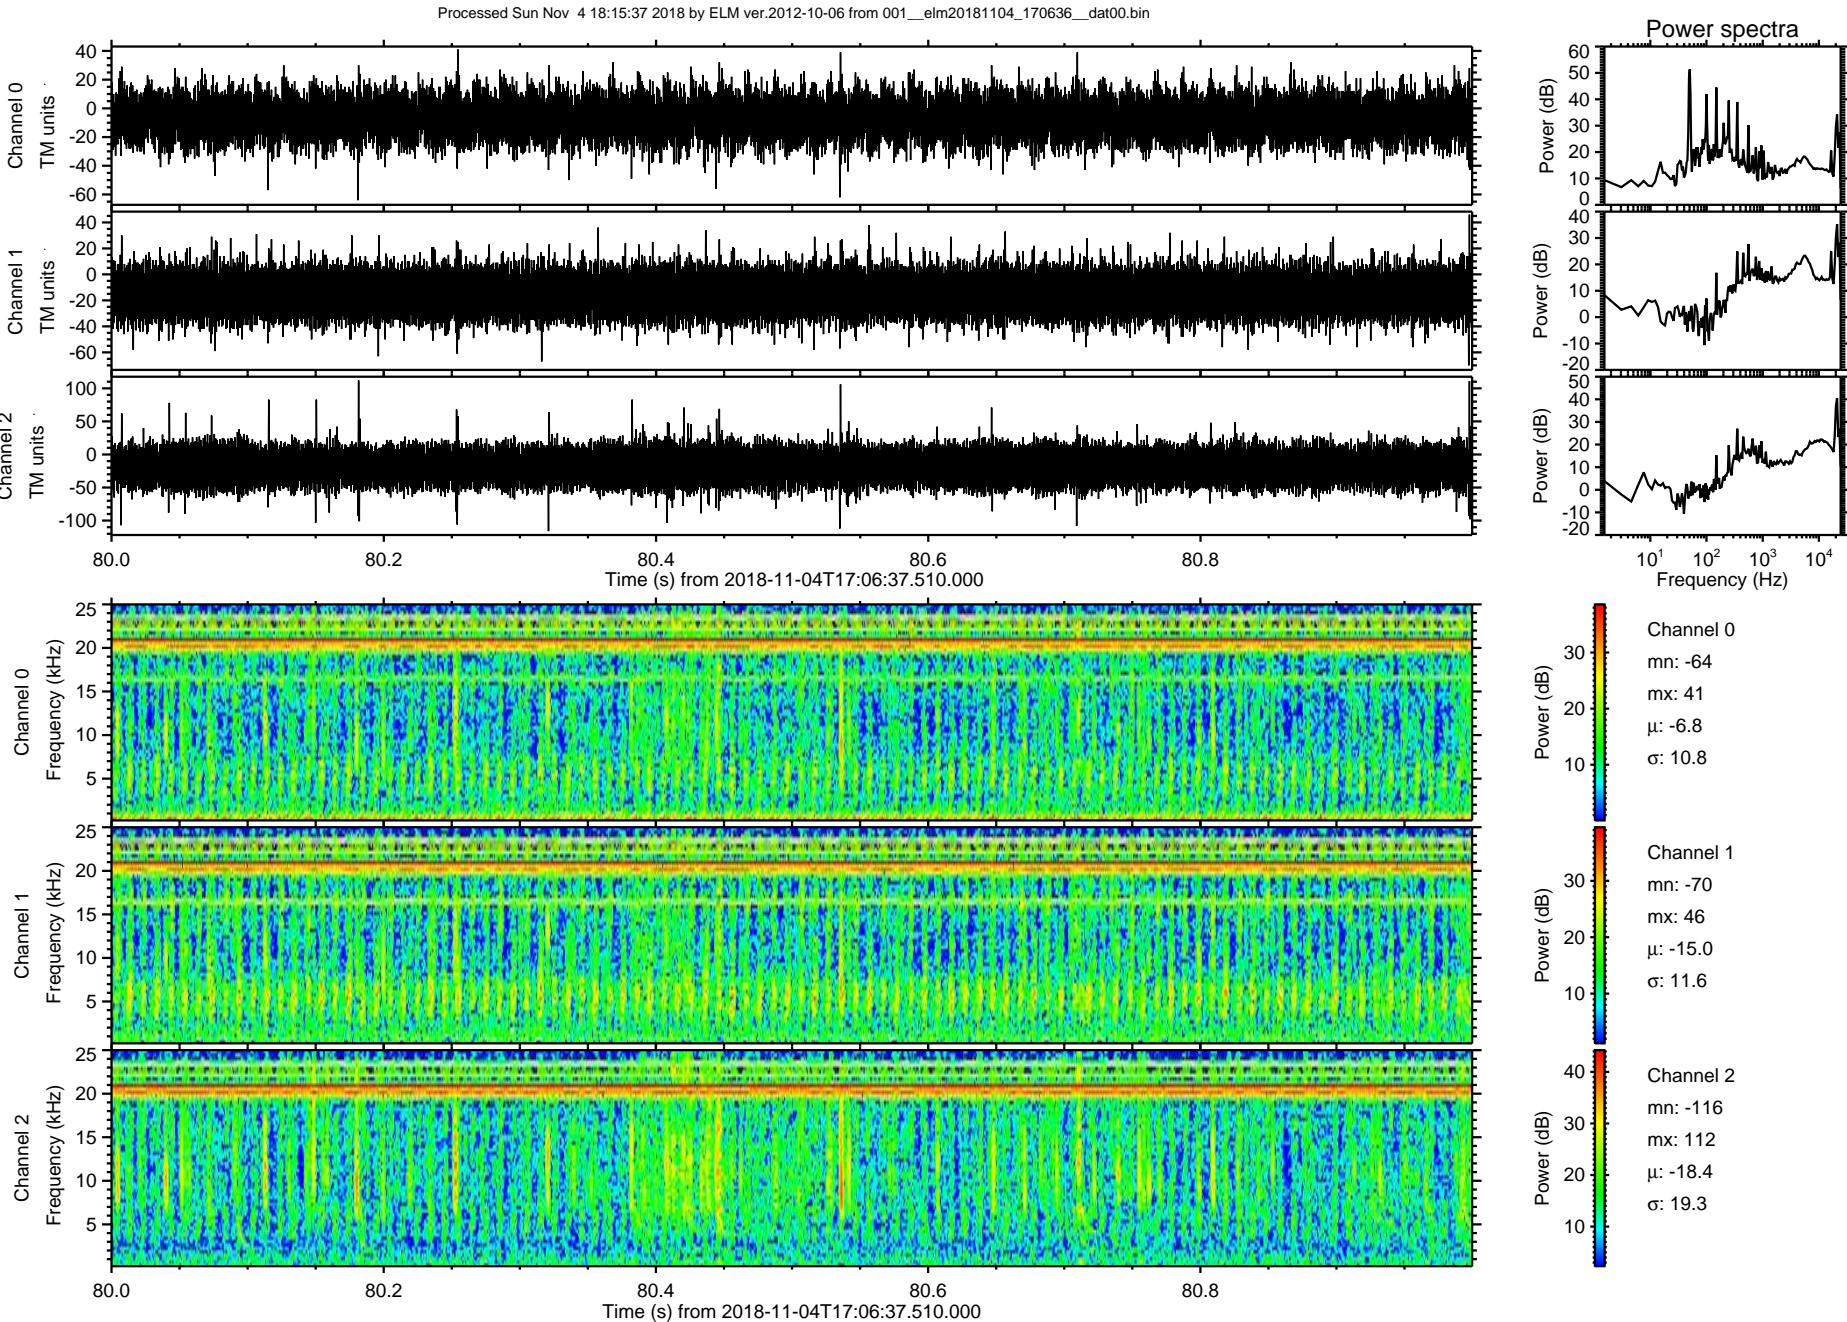 Processed Sun Nov 4 18:15:37 2018 by ELM ver.2012-10-06 from 001__elm20181104_170636__dat00.bin
Power spectra
Channel 0
TM units
40
20
0
-20
-40
-60
Power (dB)
60
50
40
30
20
10
0
Channel 1
TM units
40
20
0
-20
-40
-60
Power (dB)
40
30
20
10
0
-10
-20
Channel 2
TM units
100
50
0
-50
-100
Power (dB)
50
40
30
20
10
0
-10
-20
80.0 80.2 80.4 80.6 80.8
Time (s) from 2018-11-04T17:06:37.510.000
10¹ 10² 10³ 10⁴
Frequency (Hz)
Channel 0
Frequency (kHz)
25
20
15
10
5
Power (dB)
30
20
10
Channel 0
mn: -64
mx: 41
μ: -6.8
σ: 10.8
Channel 1
Frequency (kHz)
25
20
15
10
5
Power (dB)
30
20
10
Channel 1
mn: -70
mx: 46
μ: -15.0
σ: 11.6
Channel 2
Frequency (kHz)
25
20
15
10
5
Power (dB)
40
30
20
10
Channel 2
mn: -116
mx: 112
μ: -18.4
σ: 19.3
80.0 80.2 80.4 80.6 80.8
Time (s) from 2018-11-04T17:06:37.510.000